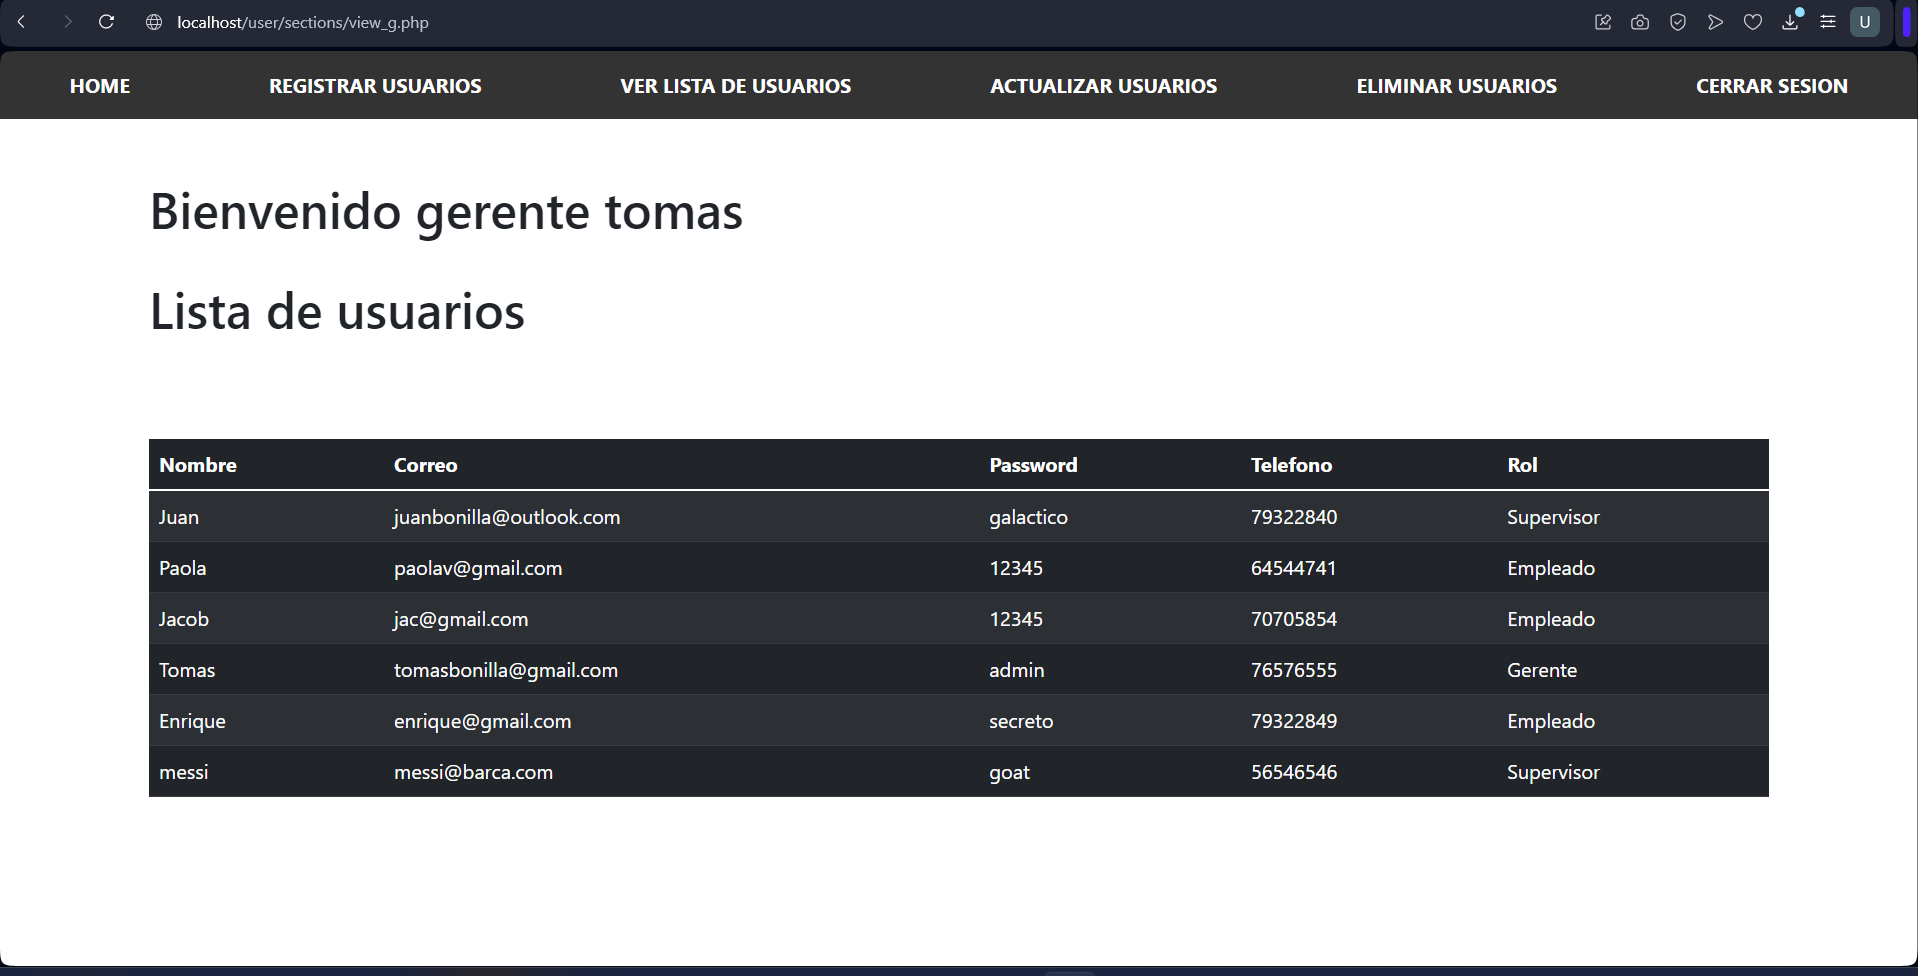 localhost/user/sections/view_g.php
U
HOME REGISTRAR USUARIOS VER LISTA DE USUARIOS ACTUALIZAR USUARIOS ELIMINAR USUARIOS CERRAR SESION
Bienvenido gerente tomas
Lista de usuarios
Nombre Correo Password Telefono Rol
Juan juanbonilla@outlook.com galactico 79322840 Supervisor
Paola paolav@gmail.com 12345 64544741 Empleado
Jacob jac@gmail.com 12345 70705854 Empleado
Tomas tomasbonilla@gmail.com admin 76576555 Gerente
Enrique enrique@gmail.com secreto 79322849 Empleado
messi messi@barca.com goat 56546546 Supervisor